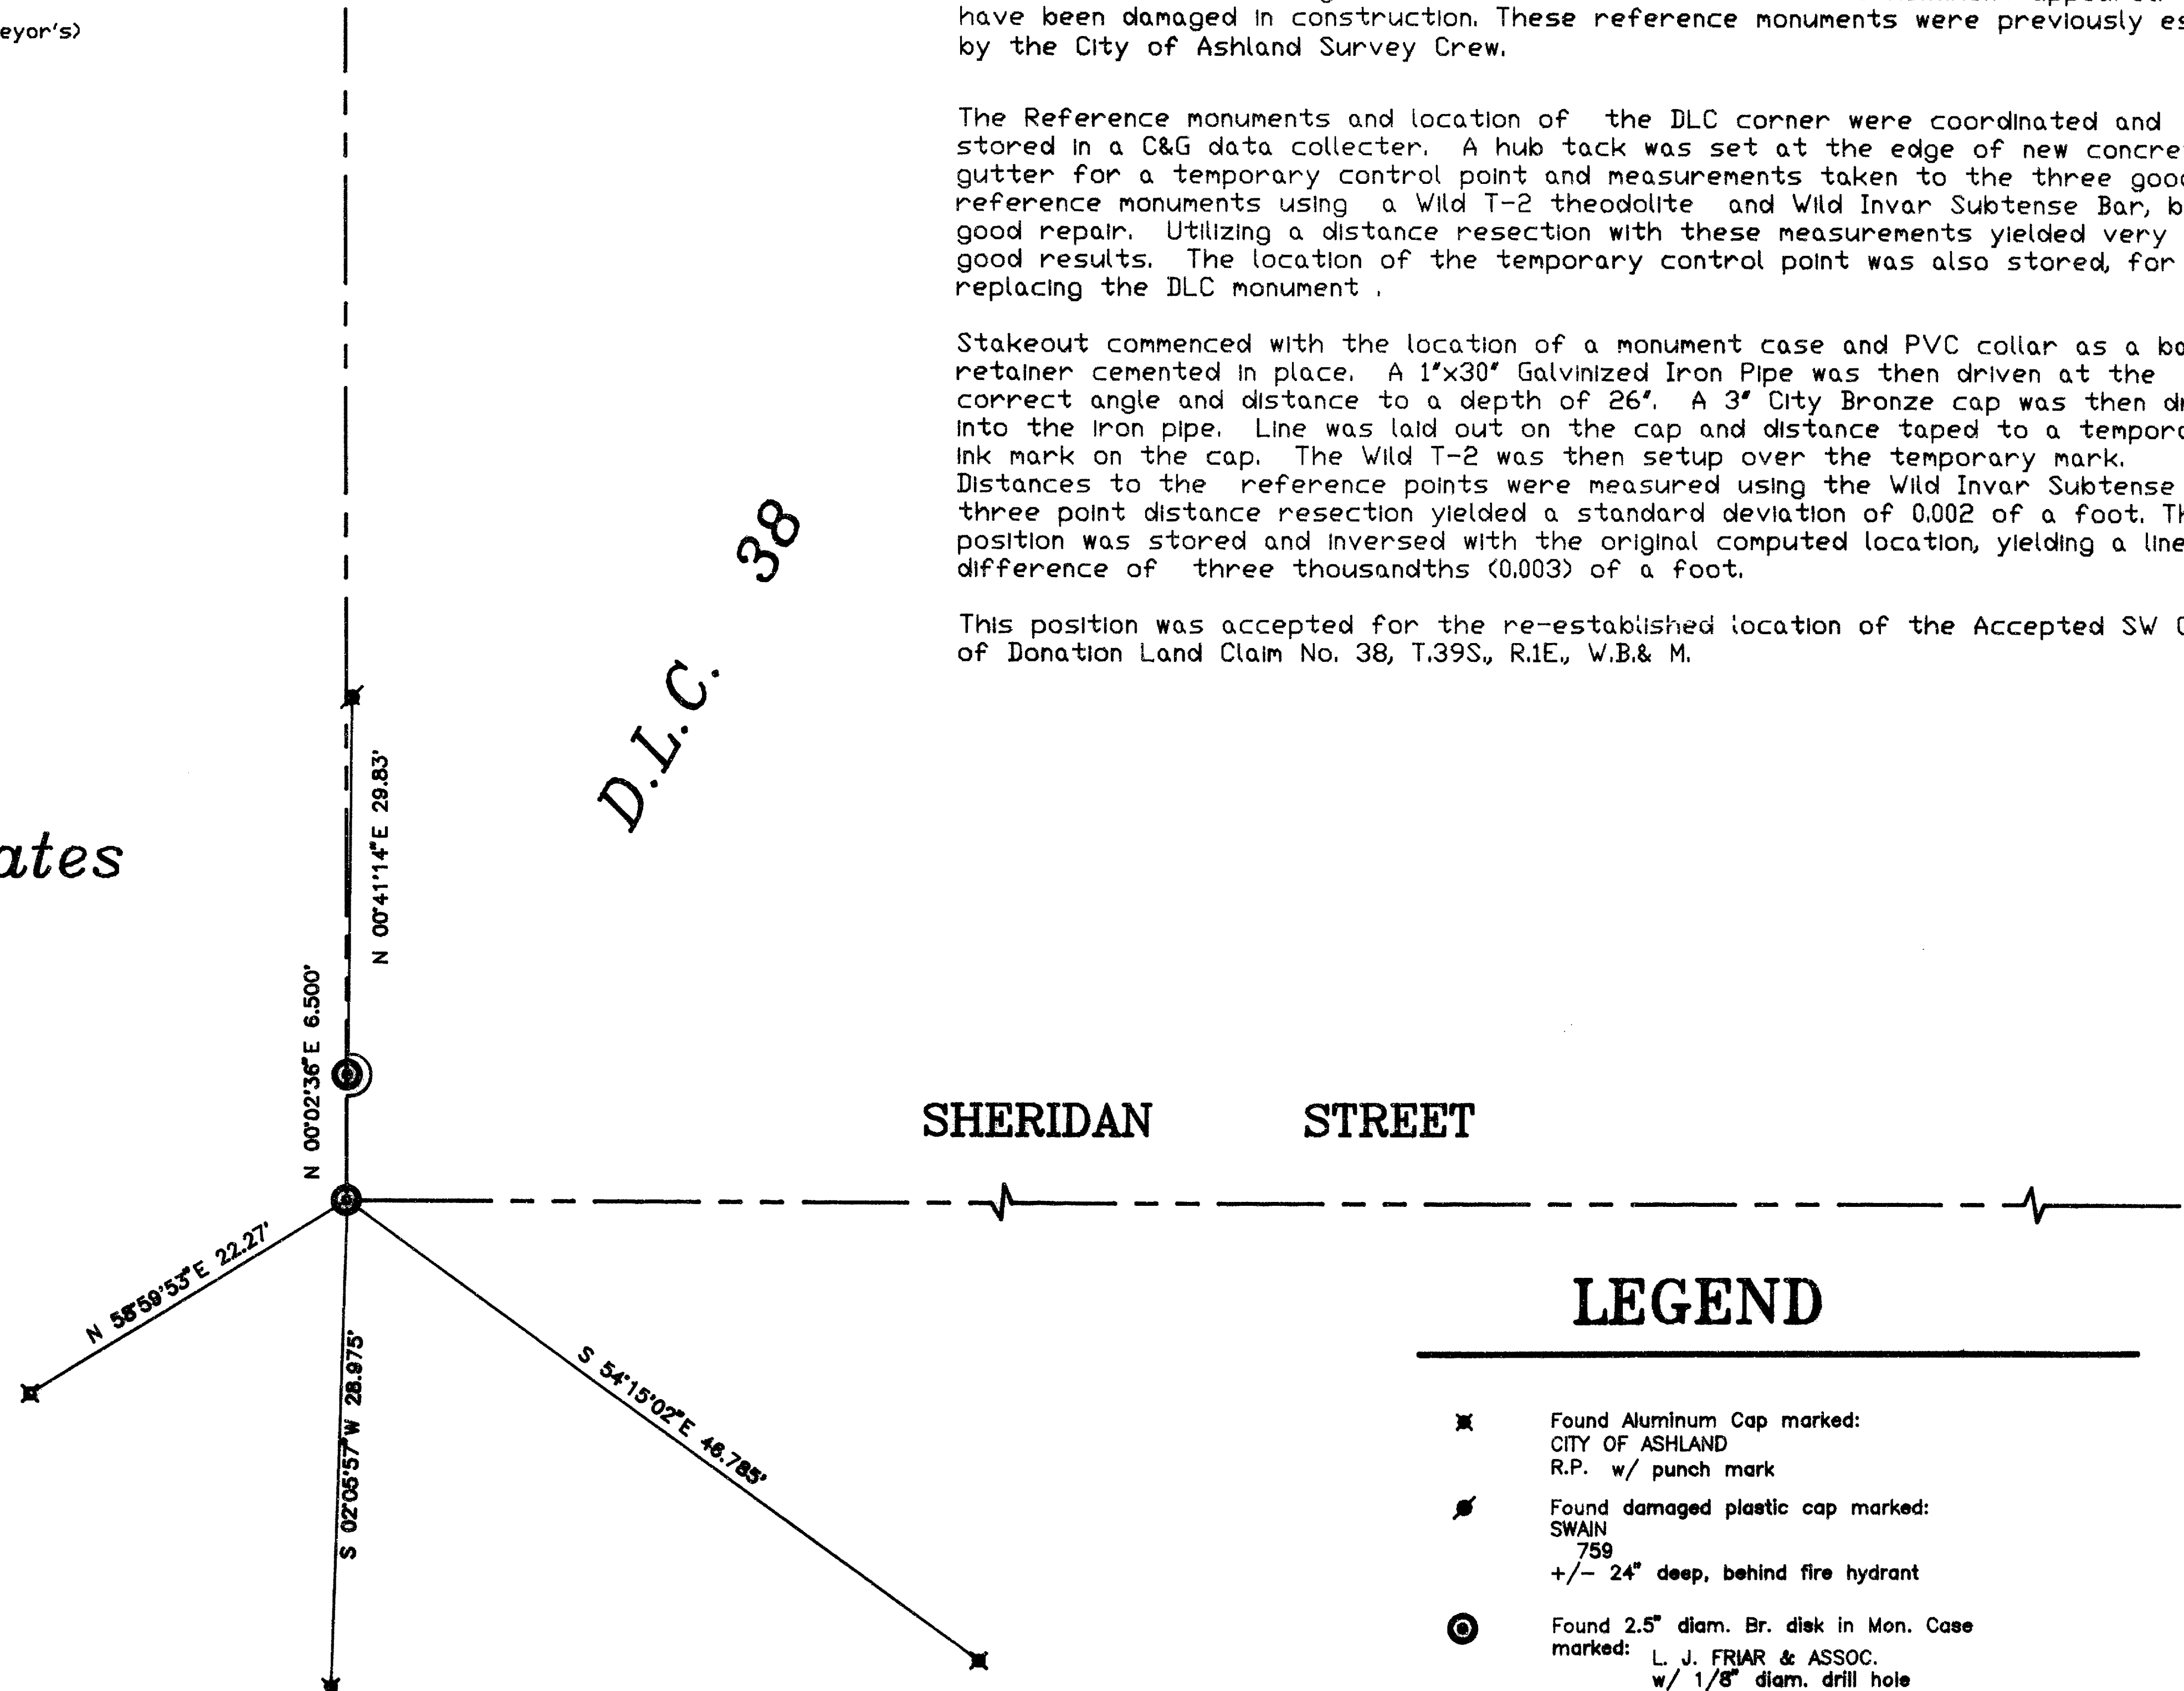 eyor's)
have been damaged in construction. These reference monuments were previously es
by the City of Ashland Survey Crew.
The Reference monuments and location of the DLC corner were coordinated and
stored in a C&G data collecter. A hub tack was set at the edge of new concre
gutter for a temporary control point and measurements taken to the three good
reference monuments using a Wild T-2 theodolite and Wild Invar Subtense Bar, b
good repair. Utilizing a distance resection with these measurements yielded very
good results. The location of the temporary control point was also stored, for
replacing the DLC monument .
Stakeout commenced with the location of a monument case and PVC collar as a ba
retainer cemented in place. A 1"x30" Galvinized Iron Pipe was then driven at the
correct angle and distance to a depth of 26". A 3" City Bronze cap was then dr
into the iron pipe. Line was laid out on the cap and distance taped to a tempora
ink mark on the cap. The Wild T-2 was then setup over the temporary mark.
Distances to the reference points were measured using the Wild Invar Subtense
three point distance resection yielded a standard deviation of 0.002 of a foot. Th
position was stored and inversed with the original computed location, yielding a line
difference of three thousandths (0.003) of a foot.
This position was accepted for the re-established location of the Accepted SW C
of Donation Land Claim No. 38, T.39S., R.1E., W.B.& M.
D.L.C. 38
ates
N 00°41'14"E 29.83'
N 00°02'36"E 6.500'
SHERIDAN STREET
N 58°59'53"E 22.27'
S 02°05'57"W 28.975'
S 54°15'02"E 46.785'
LEGEND
Found Aluminum Cap marked:
CITY OF ASHLAND
R.P. w/ punch mark
Found damaged plastic cap marked:
SWAIN
759
+/- 24" deep, behind fire hydrant
Found 2.5" diam. Br. disk in Mon. Case
marked: L. J. FRIAR & ASSOC.
w/ 1/8" diam. drill hole